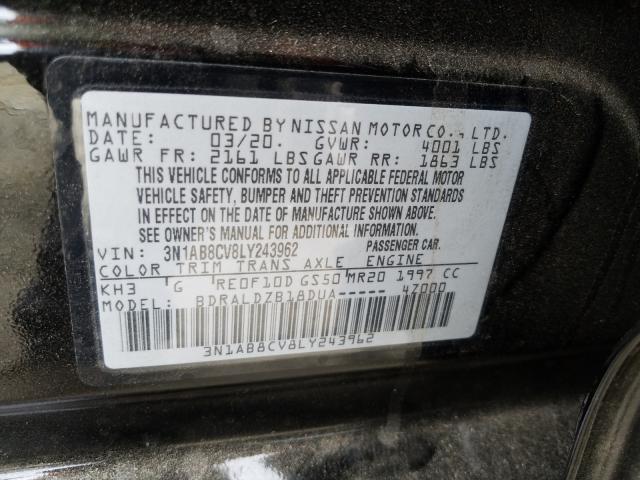 MANUFACTURED BY NISSAN MOTOR CO., LTD.
DATE: 03/20. GVWR: 4001 LBS
GAWR FR: 2161 LBS GAWR RR: 1863 LBS
THIS VEHICLE CONFORMS TO ALL APPLICABLE FEDERAL MOTOR
VEHICLE SAFETY, BUMPER AND THEFT PREVENTION STANDARDS
IN EFFECT ON THE DATE OF MANUFACTURE SHOWN ABOVE.
SEE OWNER'S MANUAL FOR ADDITIONAL INFORMATION.
VIN: 3N1AB8CV8LY243962 PASSENGER CAR.
COLOR TRIM TRANS AXLE ENGINE
KH3 G RE0F10D GS50 MR20 1997 CC
MODEL: BDRALDZB18DUA----- 47000
3N1AB8CV8LY243962